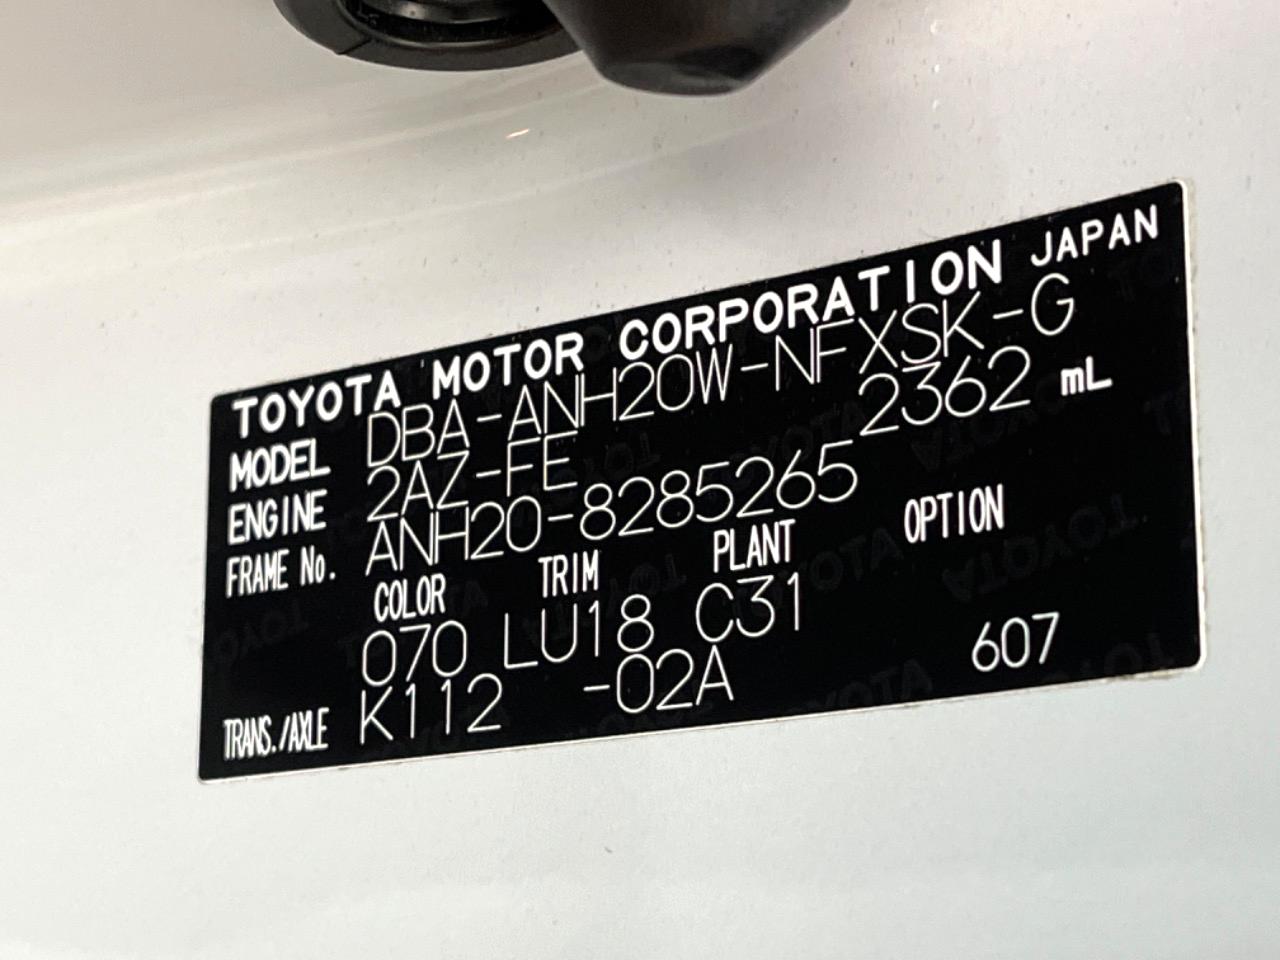 TOYOTA MOTOR CORPORATION JAPAN
MODEL DBA-ANH20W-NFXSK-G
ENGINE 2AZ-FE 2362 mL
FRAME No. ANH20-8285265
COLOR TRIM PLANT OPTION
070 LU18 C31
TRANS./AXLE K112 -02A 607